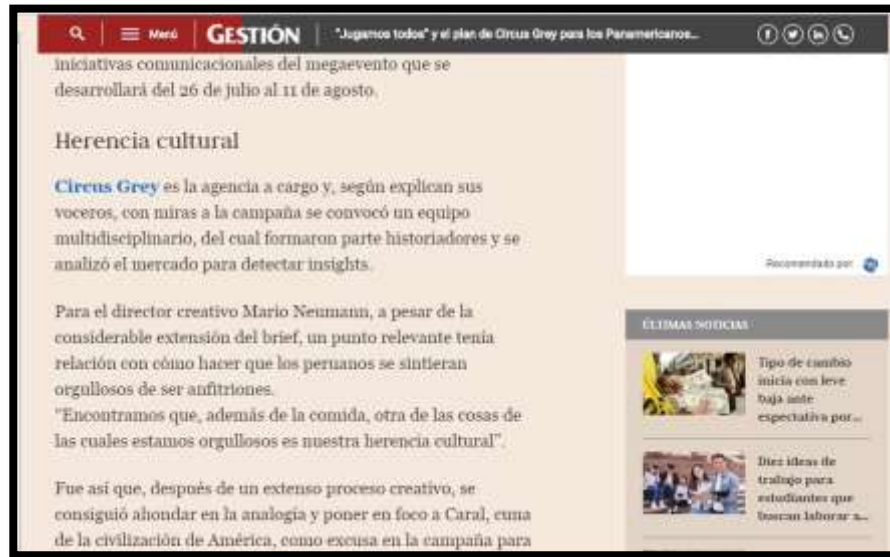 Menú
GESTIÓN
"Jugamos todos" y el plan de Circus Grey para los Panamericanos...
iniciativas comunicacionales del megaevento que se
desarrollará del 26 de julio al 11 de agosto.
Herencia cultural
Circus Grey es la agencia a cargo y, según explican sus
voceros, con miras a la campaña se convocó un equipo
multidisciplinario, del cual formaron parte historiadores y se
analizó el mercado para detectar insights.
Para el director creativo Mario Neumann, a pesar de la
considerable extensión del brief, un punto relevante tenía
relación con cómo hacer que los peruanos se sintieran
orgullosos de ser anfitriones.
"Encontramos que, además de la comida, otra de las cosas de
las cuales estamos orgullosos es nuestra herencia cultural".
Fue así que, después de un extenso proceso creativo, se
consiguió ahondar en la analogía y poner en foco a Caral, cuna
de la civilización de América, como excusa en la campaña para
Recomendado por
ÚLTIMAS NOTICIAS
Tipo de cambio
inicia con leve
baja ante
expectativa por...
Diez ideas de
trabajo para
estudiantes que
buscan laborar a...